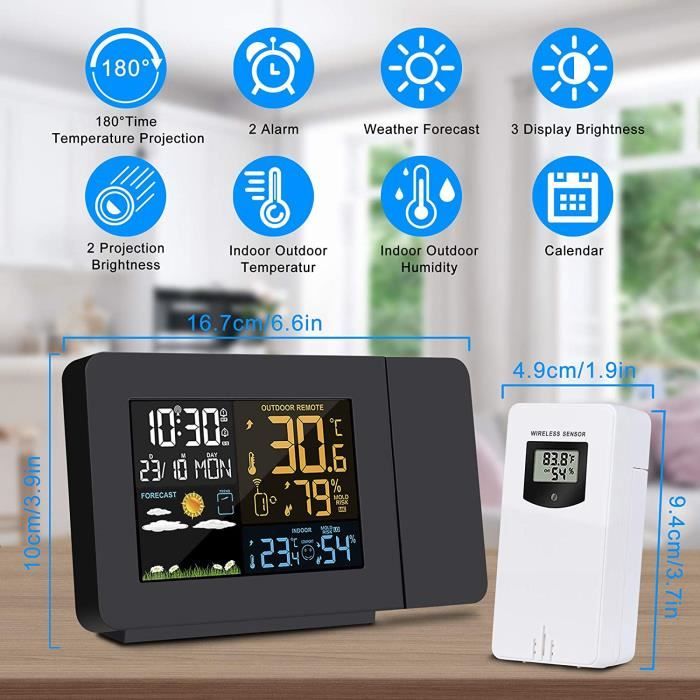 180°
180°Time
Temperature Projection
2 Alarm
Weather Forecast
3 Display Brightness
2 Projection
Brightness
Indoor Outdoor
Temperatur
Indoor Outdoor
Humidity
Calendar
16.7cm/6.6in
4.9cm/1.9in
10cm/3.9in
9.4cm/3.7in
10:30
23/10 MON
DAY
FORECAST
OUTDOOR REMOTE
30.6 °C
79%
MOLD
RISK
INDOOR
23.4 °C
54%
WIRELESS SENSOR
83.8°F
54%